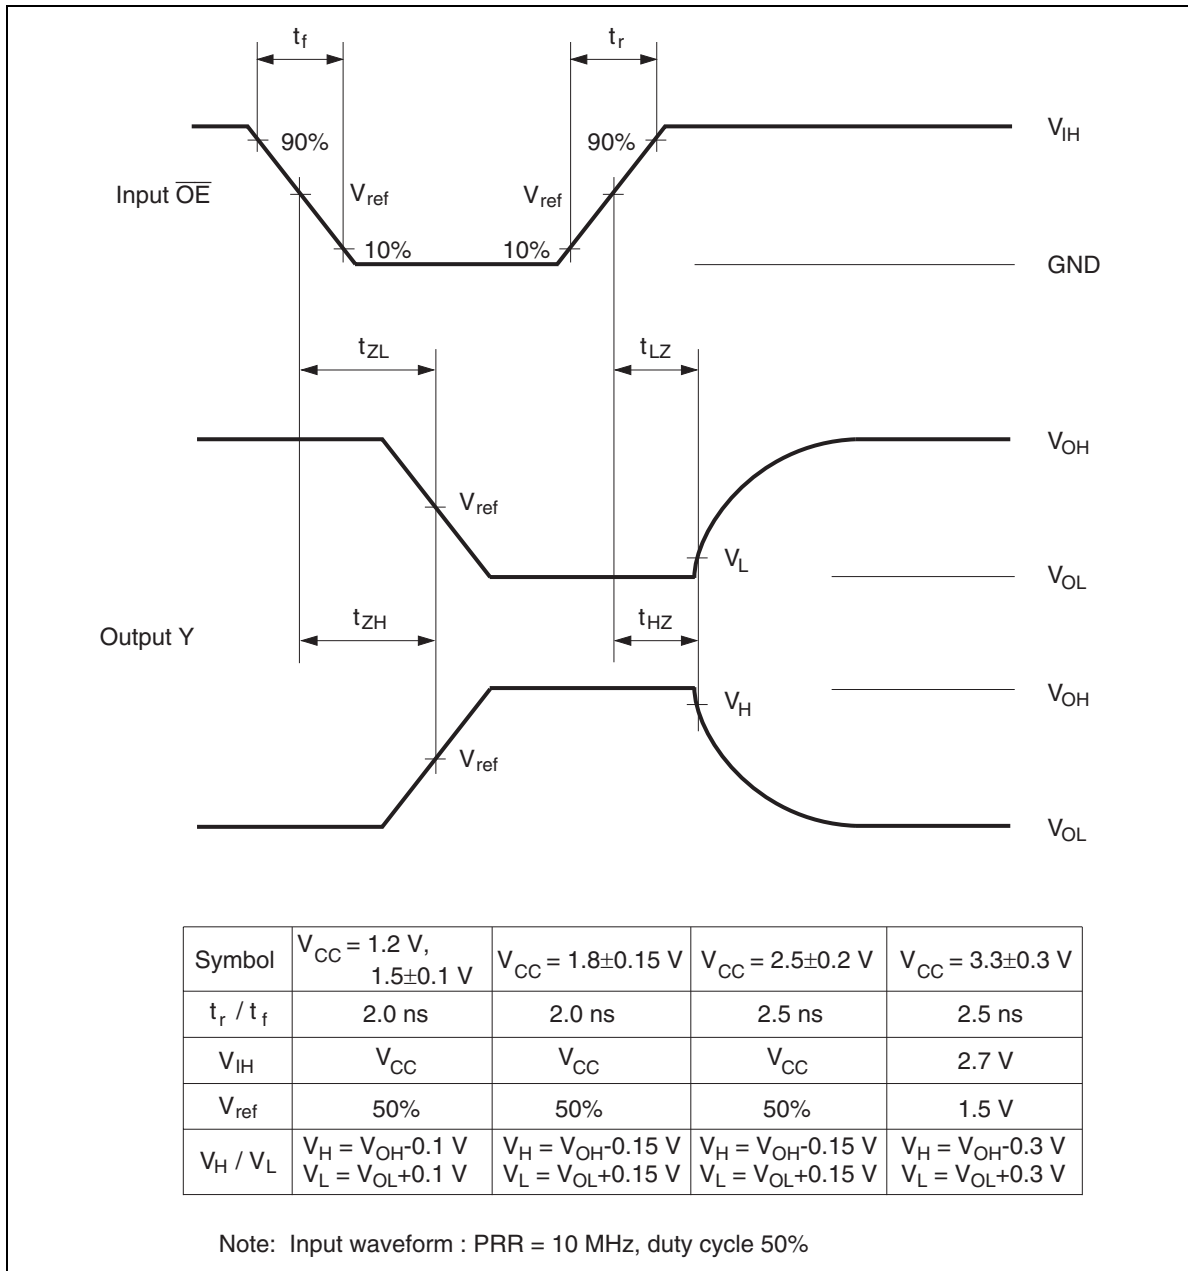 tf tr
90% 90% VIH
Input OE Vref Vref
10% 10% GND
tZL tLZ
VOH
Vref
VL
VOL
Output Y tZH tHZ
VOH
VH
Vref
VOL
Symbol VCC = 1.2 V, 1.5±0.1 V VCC = 1.8±0.15 V VCC = 2.5±0.2 V VCC = 3.3±0.3 V
tr / tf 2.0 ns 2.0 ns 2.5 ns 2.5 ns
VIH VCC VCC VCC 2.7 V
Vref 50% 50% 50% 1.5 V
VH / VL VH = VOH-0.1 V VH = VOH-0.15 V VH = VOH-0.15 V VH = VOH-0.3 V
VL = VOL+0.1 V VL = VOL+0.15 V VL = VOL+0.15 V VL = VOL+0.3 V
Note: Input waveform : PRR = 10 MHz, duty cycle 50%